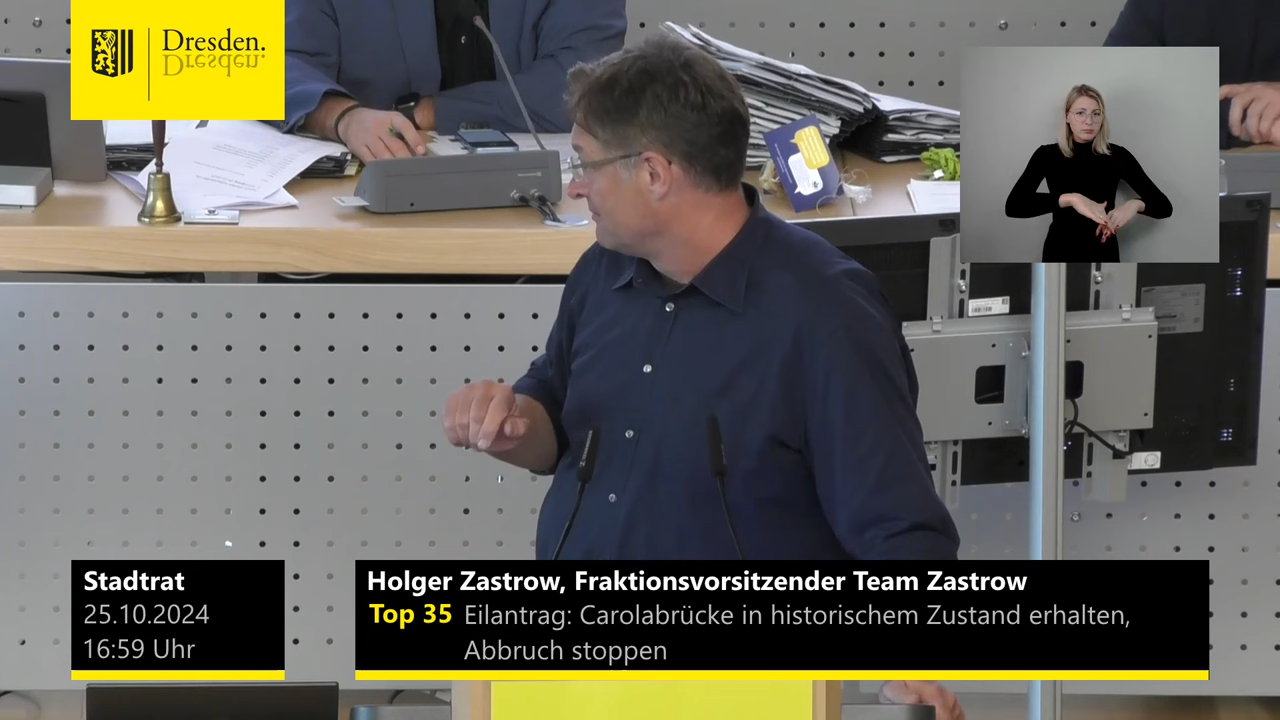 Dresden.
Dresden.
Stadtrat
25.10.2024
16:59 Uhr
Holger Zastrow, Fraktionsvorsitzender Team Zastrow
Top 35 Eilantrag: Carolabrücke in historischem Zustand erhalten,
Abbruch stoppen